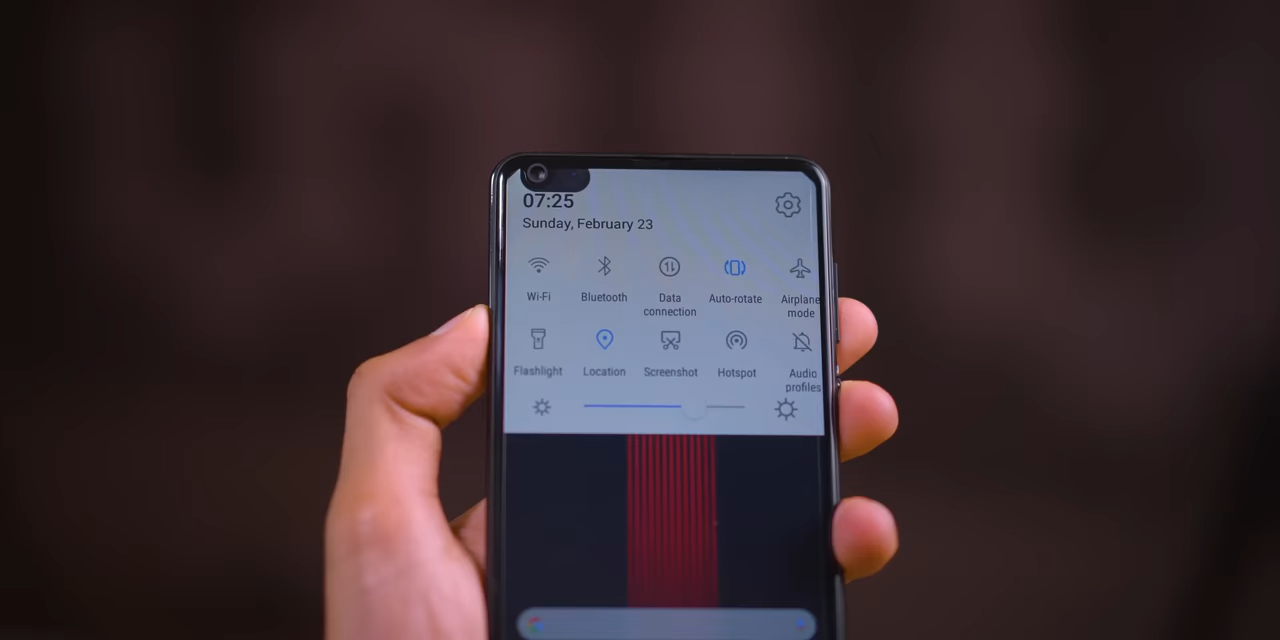 07:25
Sunday, February 23
Wi-Fi Bluetooth Data connection Auto-rotate Airplane mode
Flashlight Location Screenshot Hotspot Audio profiles